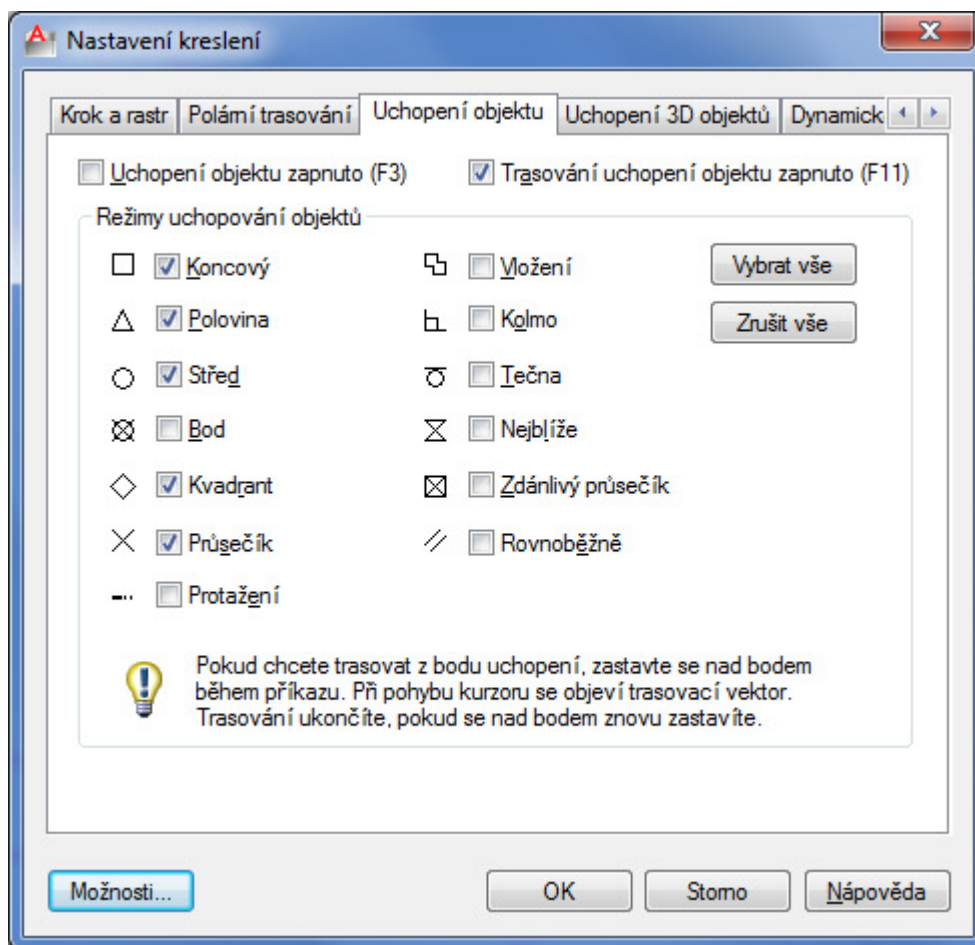 Nastavení kreslení
Krok a rastr Polární trasování Uchopení objektu Uchopení 3D objektů Dynamick
Uchopení objektu zapnuto (F3) Trasování uchopení objektu zapnuto (F11)
Režimy uchopování objektů
Koncový Vložení Vybrat vše
Polovina Kolmo Zrušit vše
Střed Tečna
Bod Nejblíže
Kvadrant Zdánlivý průsečík
Průsečík Rovnoběžně
Protažení
Pokud chcete trasovat z bodu uchopení, zastavte se nad bodem
během příkazu. Při pohybu kurzoru se objeví trasovací vektor.
Trasování ukončíte, pokud se nad bodem znovu zastavíte.
Možnosti... OK Storno Nápověda